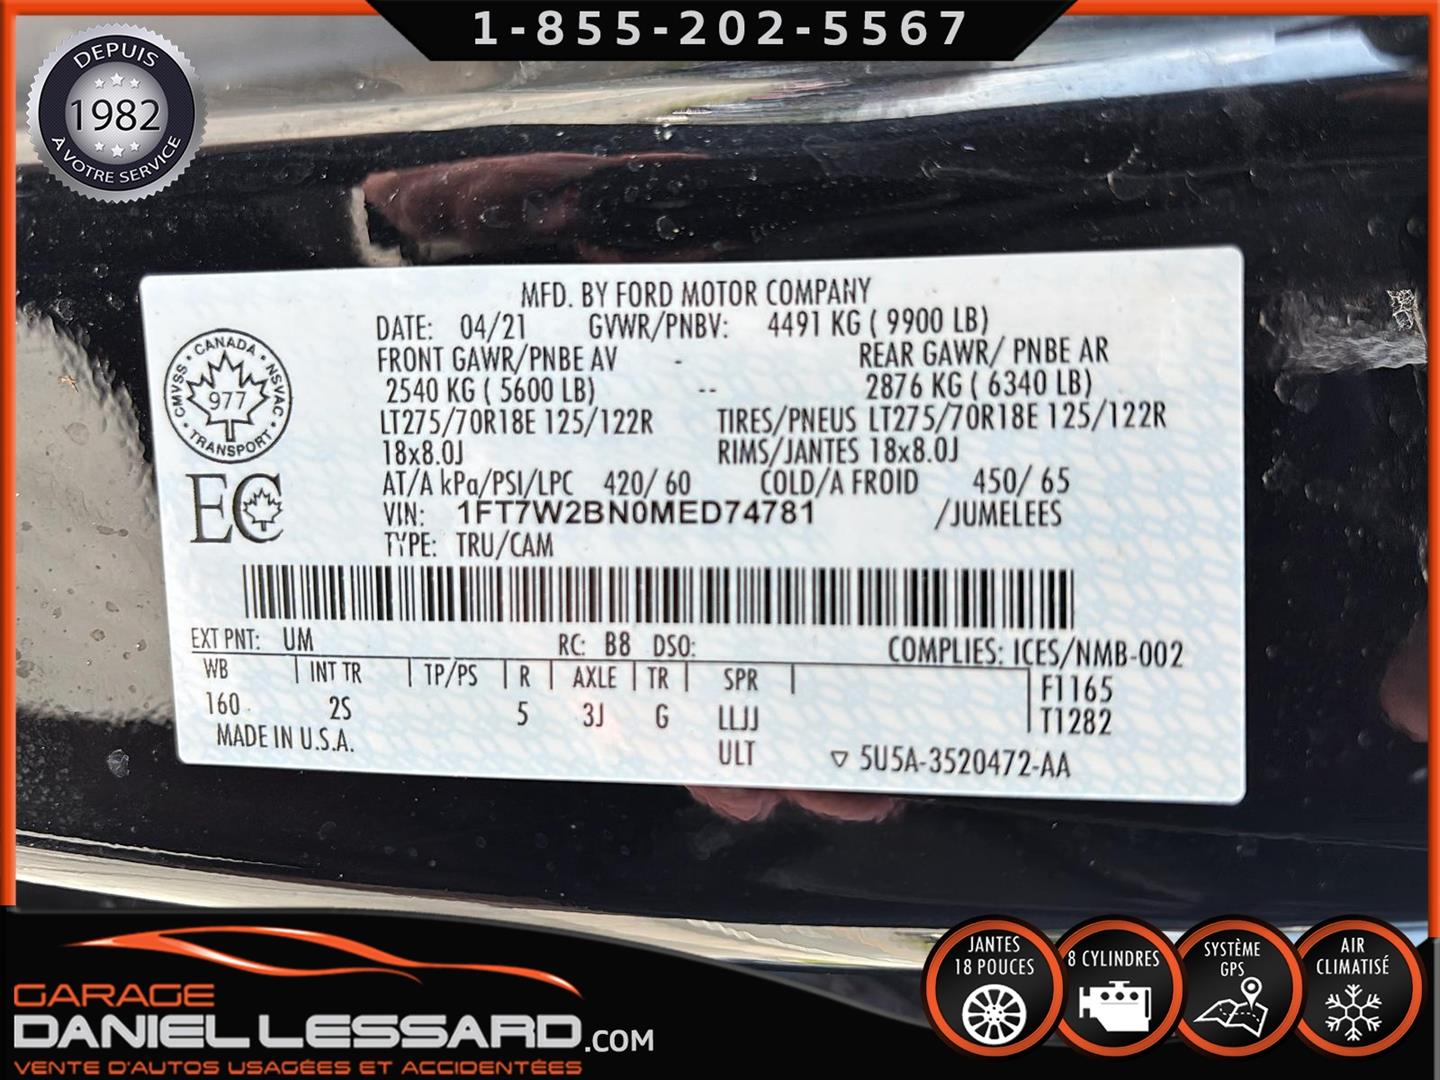 1-855-202-5567
DEPUIS
1982
A VOTRE SERVICE
MFD. BY FORD MOTOR COMPANY
DATE: 04/21 GVWR/PNBV: 4491 KG ( 9900 LB)
FRONT GAWR/PNBE AV - REAR GAWR/ PNBE AR
2540 KG ( 5600 LB) -- 2876 KG ( 6340 LB)
LT275/70R18E 125/122R TIRES/PNEUS LT275/70R18E 125/122R
18x8.0J RIMS/JANTES 18x8.0J
AT/A kPa/PSI/LPC 420/ 60 COLD/A FROID 450/ 65
VIN: 1FT7W2BN0MED74781 /JUMELEES
TYPE: TRU/CAM
CANADA
CMVSS 977 NSVAC
TRANSPORT
EC
EXT PNT: UM RC: B8 DSO: COMPLIES: ICES/NMB-002
WB INT TR TP/PS R AXLE TR SPR F1165
160 2S 5 3J G LLJJ T1282
MADE IN U.S.A. ULT 5U5A-3520472-AA
GARAGE
DANIEL LESSARD.COM
VENTE D'AUTOS USAGÉES ET ACCIDENTÉES
JANTES
18 POUCES
8 CYLINDRES
SYSTÈME
GPS
AIR
CLIMATISÉ